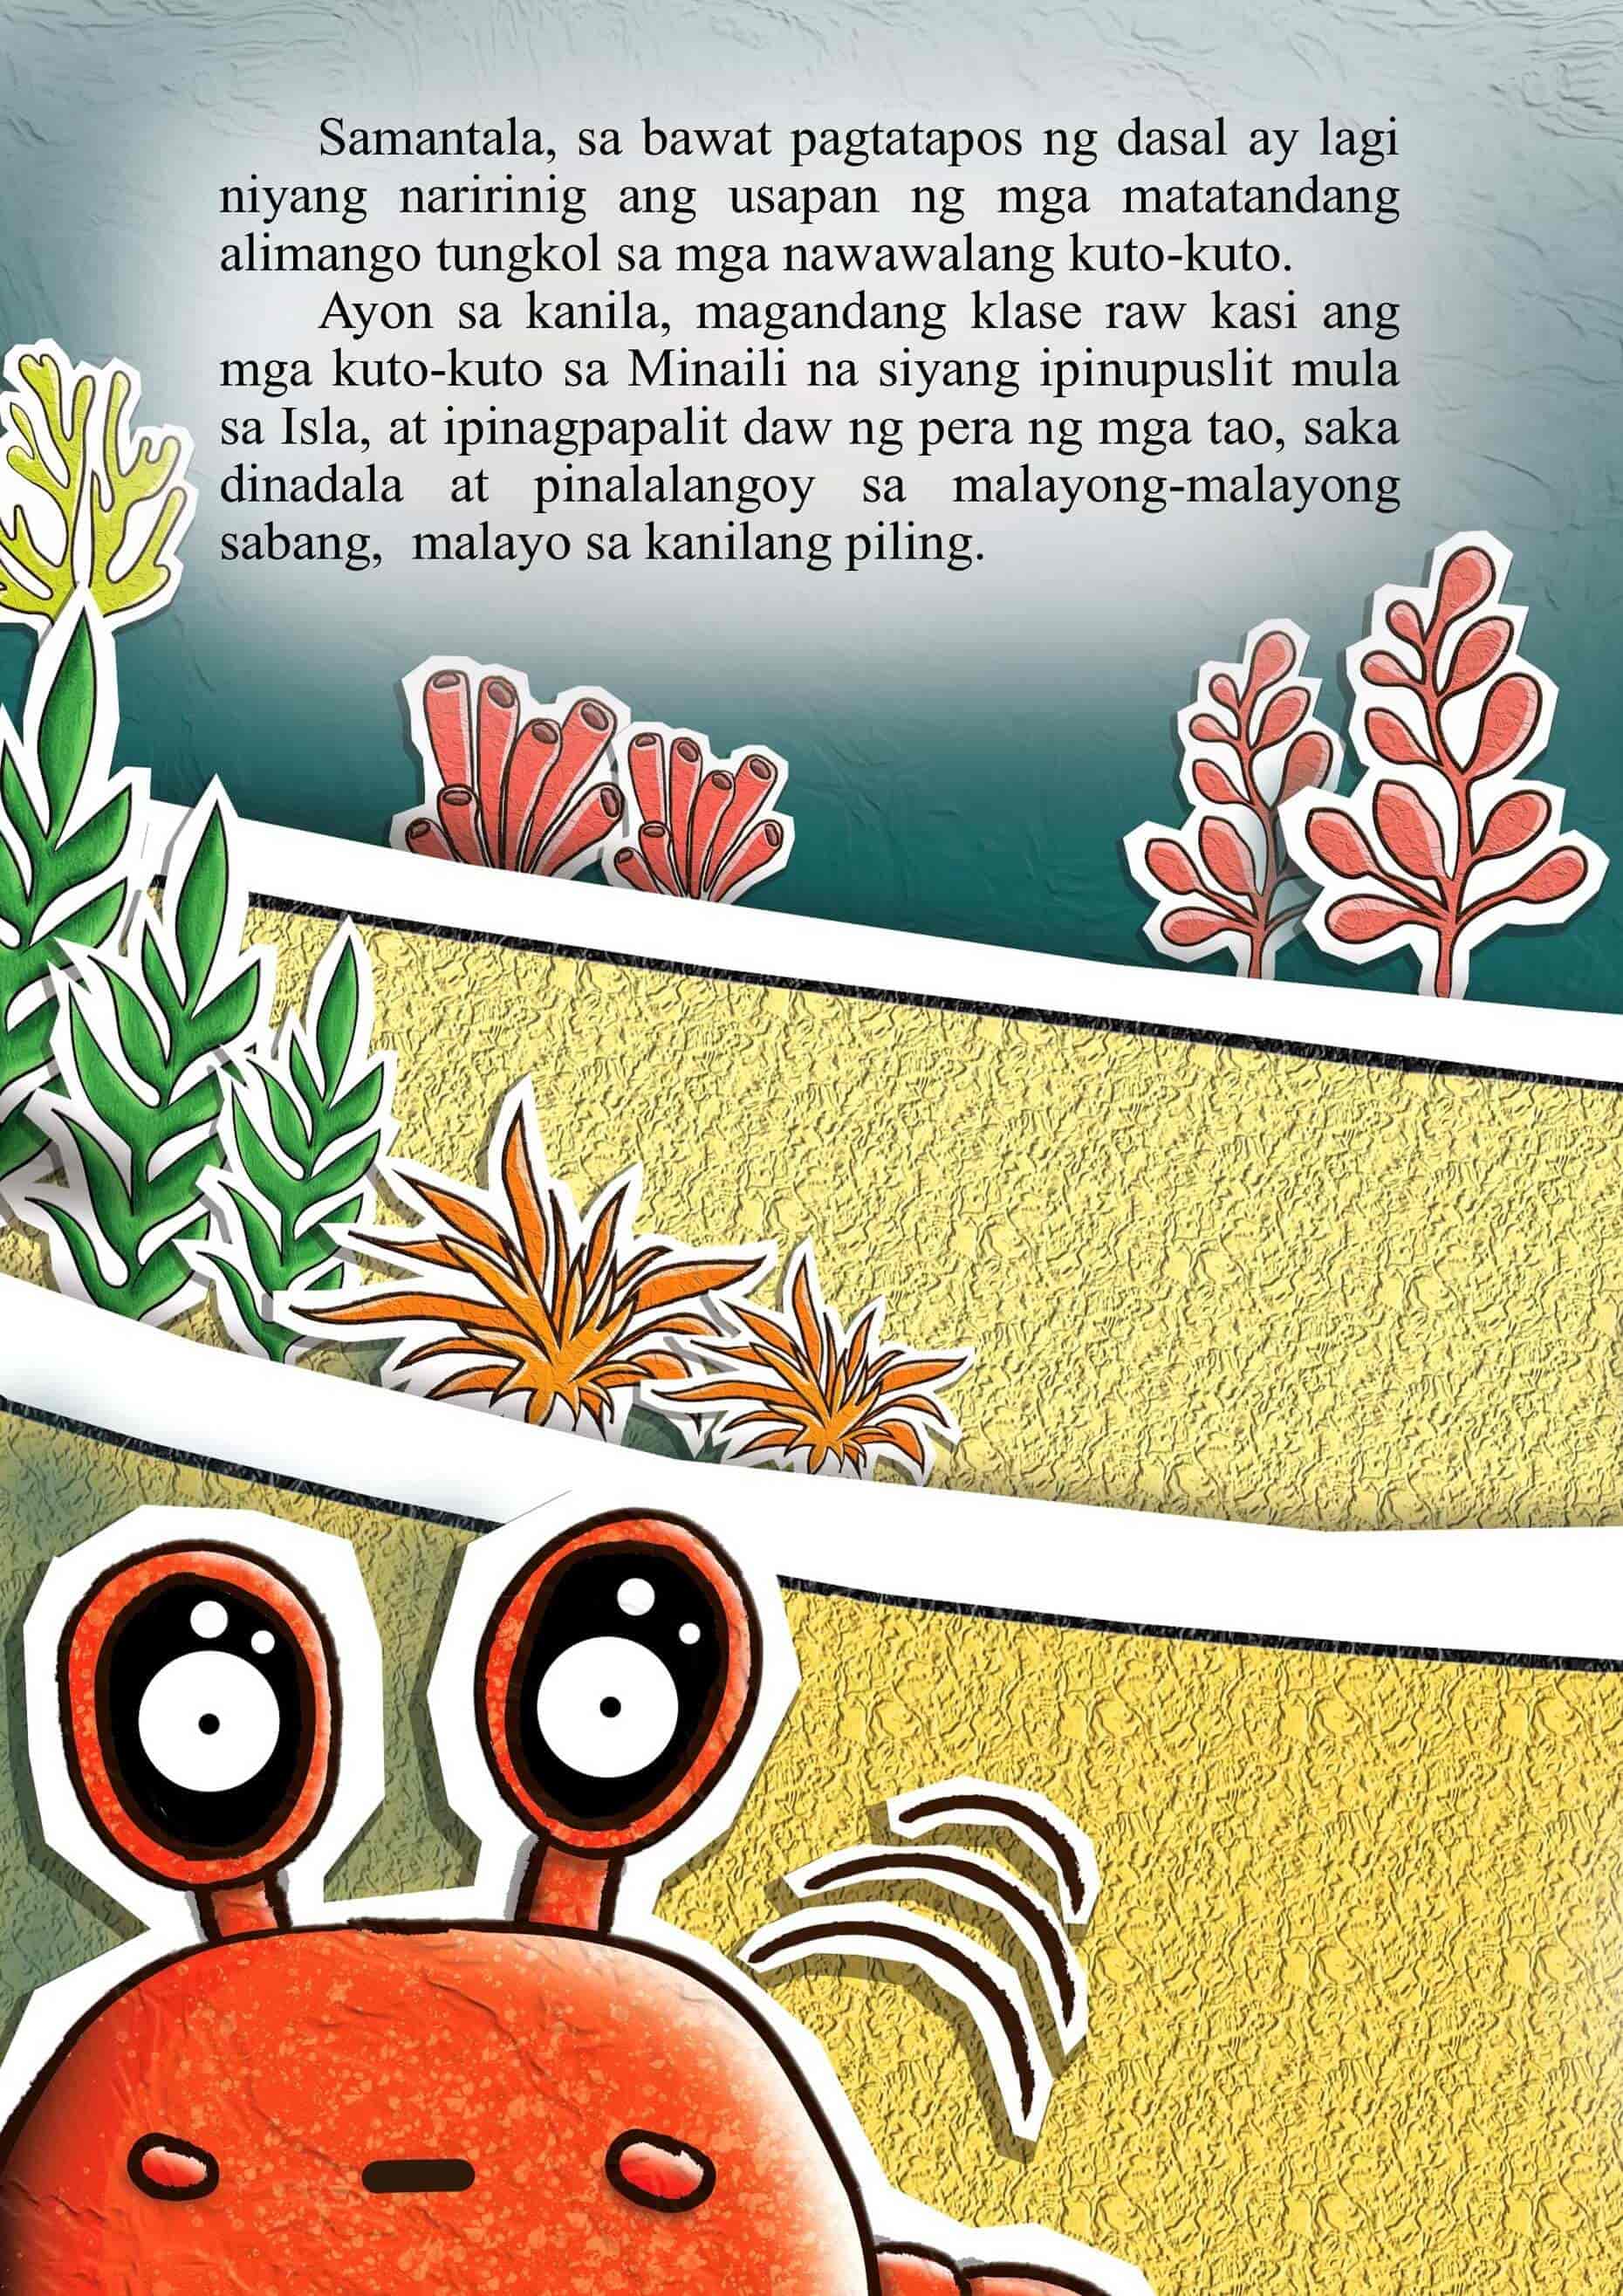 Samantala, sa bawat pagtatapos ng dasal ay lagi
niyang naririnig ang usapan ng mga matatandang
alimango tungkol sa mga nawawalang kuto-kuto.
Ayon sa kanila, magandang klase raw kasi ang
mga kuto-kuto sa Minaili na siyang ipinupuslit mula
sa Isla, at ipinagpapalit daw ng pera ng mga tao, saka
dinadala at pinalalangoy sa malayong-malayong
sabang, malayo sa kanilang piling.